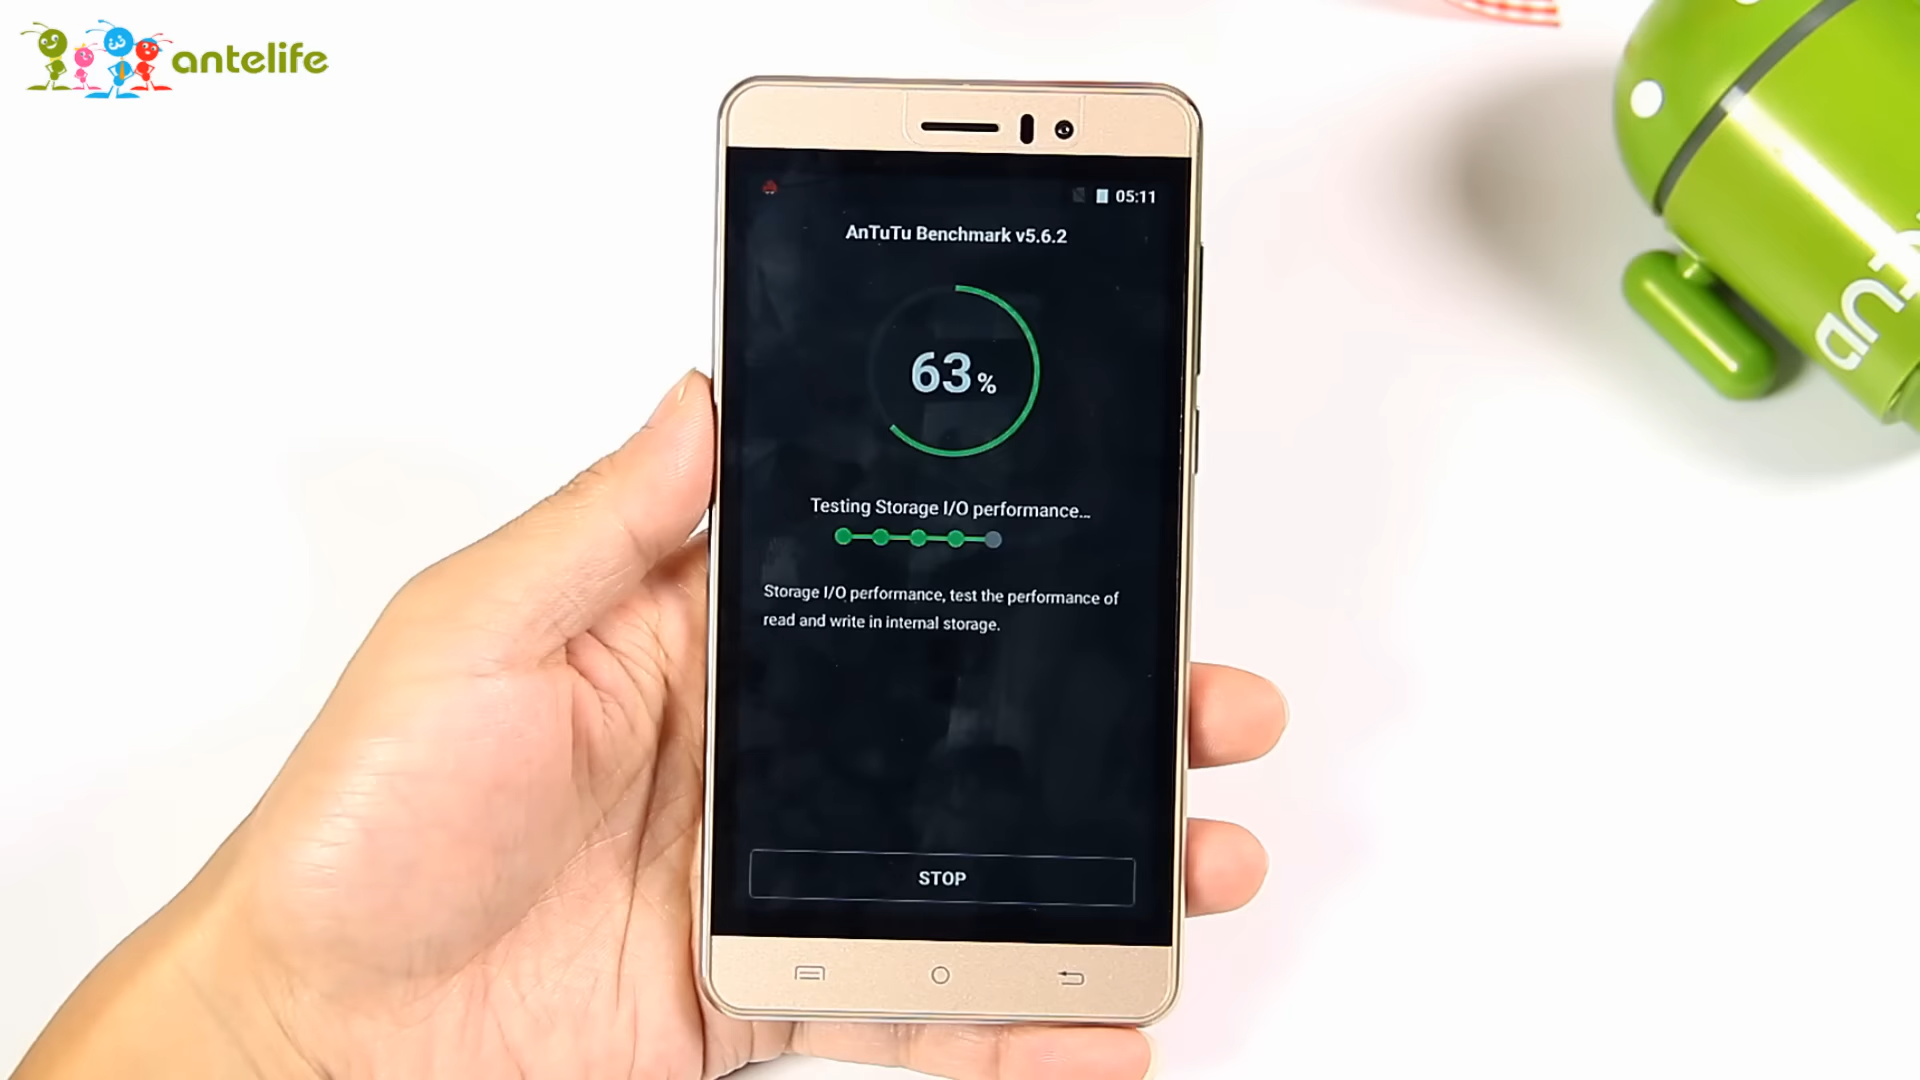 antelife
05:11
AnTuTu Benchmark v5.6.2
63 %
Testing Storage I/O performance...
Storage I/O performance, test the performance of
read and write in internal storage.
STOP